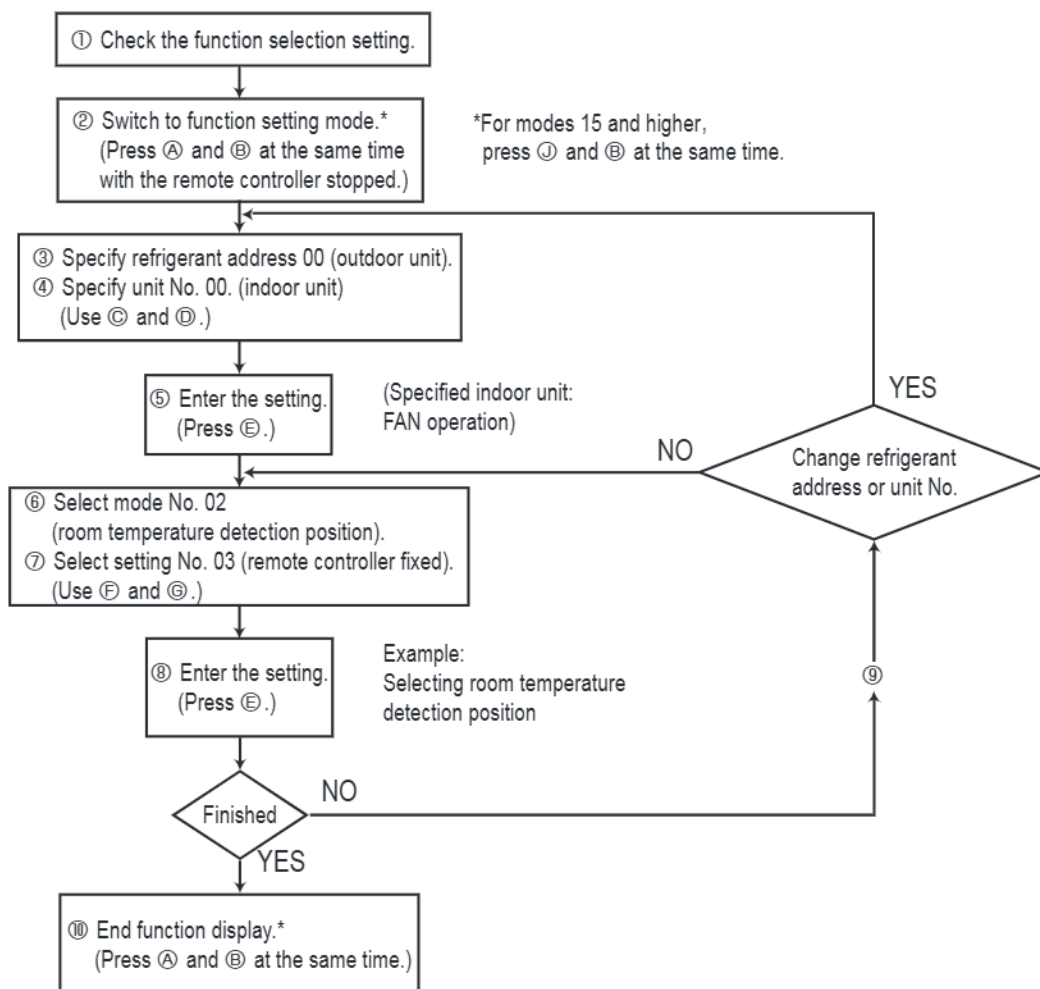 ① Check the function selection setting.
② Switch to function setting mode.*
(Press Ⓐ and Ⓑ at the same time
with the remote controller stopped.)
*For modes 15 and higher,
press Ⓙ and Ⓑ at the same time.
③ Specify refrigerant address 00 (outdoor unit).
④ Specify unit No. 00. (indoor unit)
(Use Ⓒ and Ⓓ.)
⑤ Enter the setting.
(Press Ⓔ.)
(Specified indoor unit:
FAN operation)
YES
NO
Change refrigerant
address or unit No.
⑥ Select mode No. 02
(room temperature detection position).
⑦ Select setting No. 03 (remote controller fixed).
(Use Ⓕ and Ⓖ.)
⑧ Enter the setting.
(Press Ⓔ.)
Example:
Selecting room temperature
detection position
⑨
Finished
NO
YES
⑩ End function display.*
(Press Ⓐ and Ⓑ at the same time.)